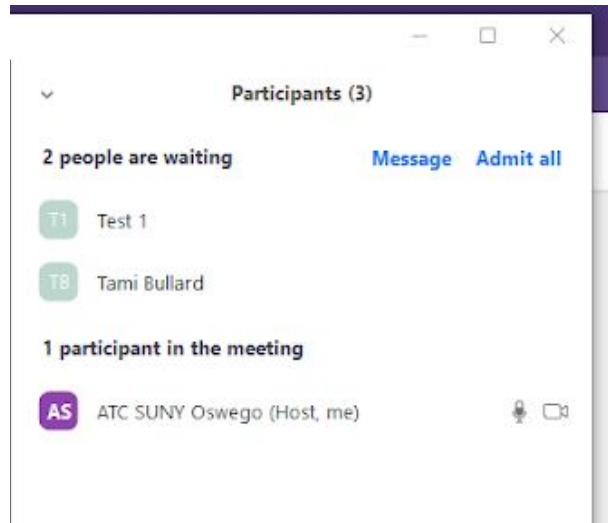 Participants (3)
2 people are waiting Message Admit all
T1 Test 1
TB Tami Bullard
1 participant in the meeting
AS ATC SUNY Oswego (Host, me)